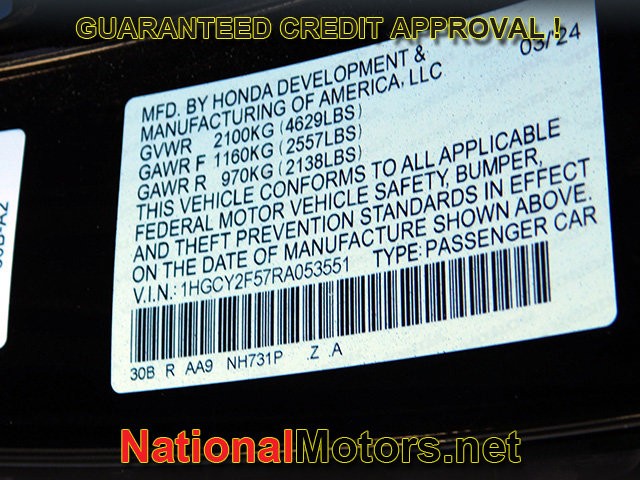 GUARANTEED CREDIT APPROVAL !
03/24
MFD. BY HONDA DEVELOPMENT &
MANUFACTURING OF AMERICA, LLC
GVWR 2100KG (4629LBS)
GAWR F 1160KG (2557LBS)
GAWR R 970KG (2138LBS)
THIS VEHICLE CONFORMS TO ALL APPLICABLE
FEDERAL MOTOR VEHICLE SAFETY, BUMPER,
AND THEFT PREVENTION STANDARDS IN EFFECT
ON THE DATE OF MANUFACTURE SHOWN ABOVE.
V.I.N.: 1HGCY2F57RA053551 TYPE: PASSENGER CAR
30B R AA9 NH731P .Z .A
NationalMotors.net